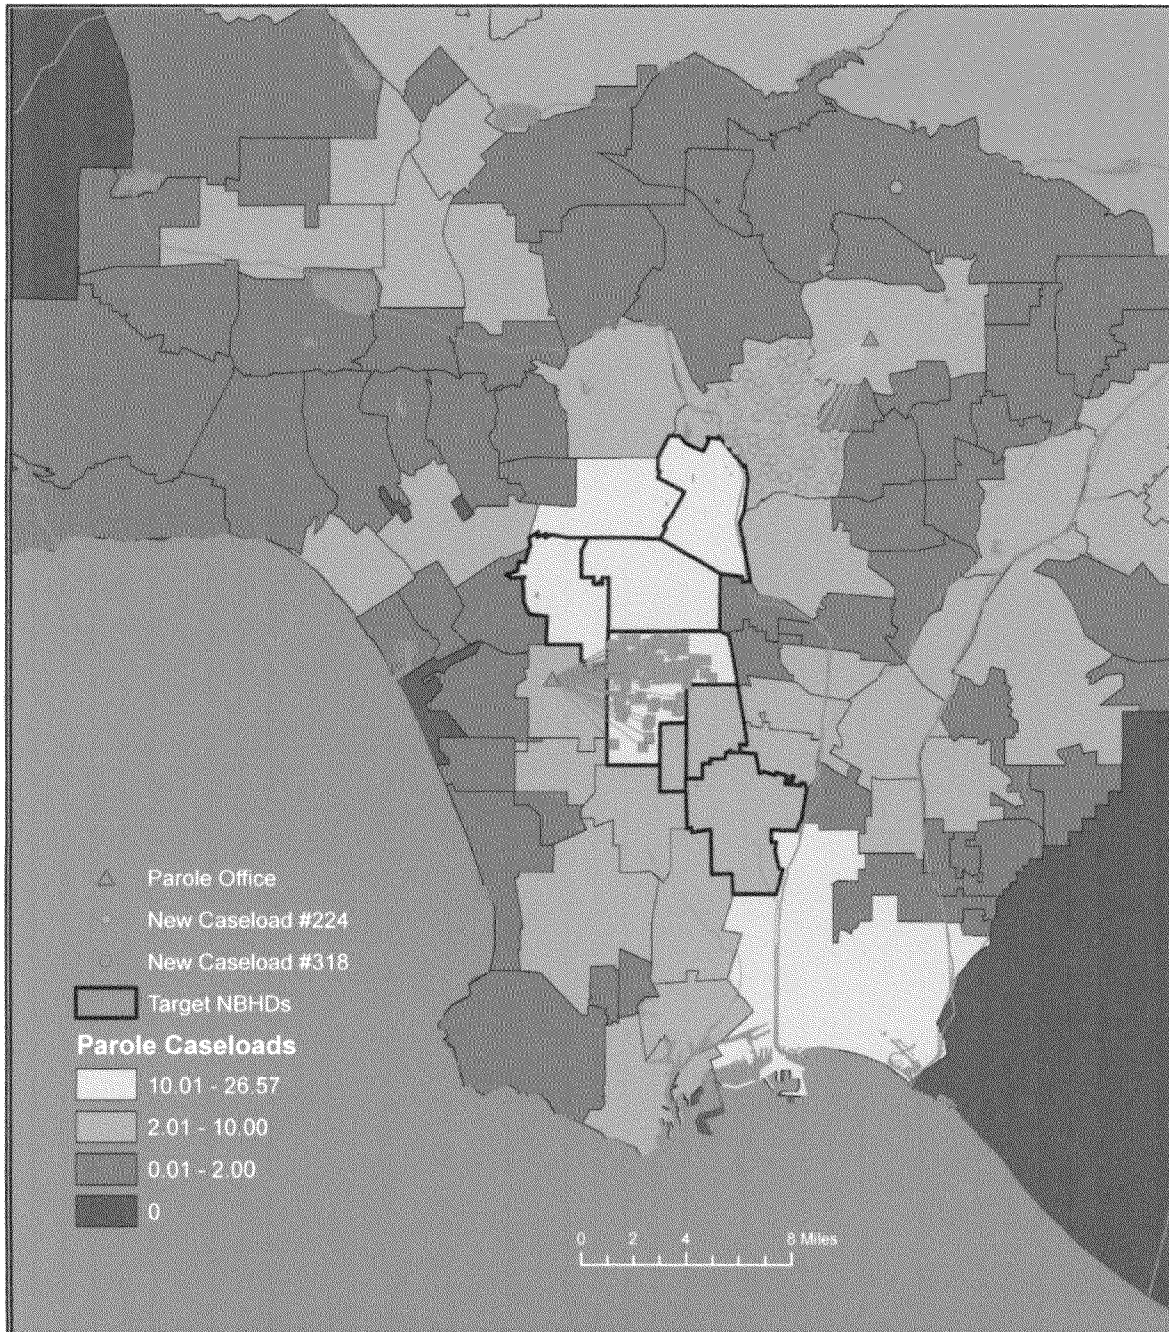 Parole Office
New Caseload #224
New Caseload #318
Target NBHDs
Parole Caseloads
10.01 - 26.57
2.01 - 10.00
0.01 - 2.00
0
0 2 4 8 Miles